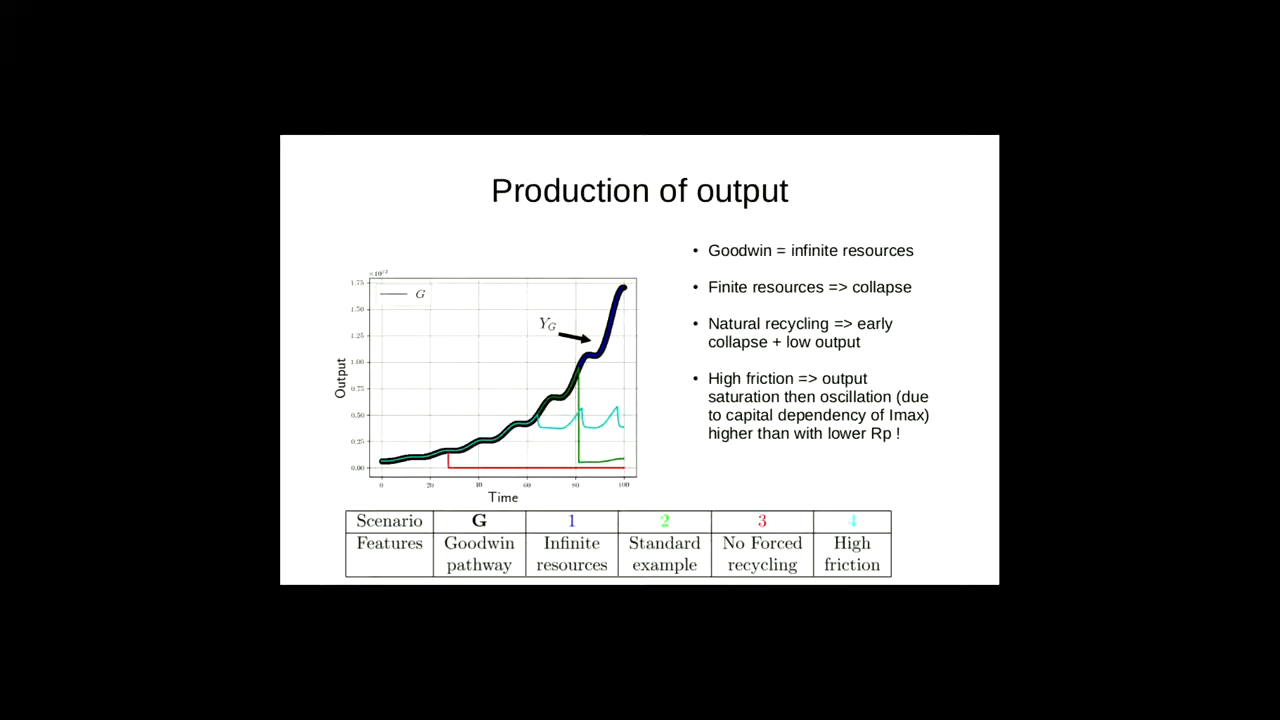 Production of output
• Goodwin = infinite resources
• Finite resources => collapse
• Natural recycling => early
collapse + low output
• High friction => output
saturation then oscillation (due
to capital dependency of Imax)
higher than with lower Rp !
G
Y_G
1.75
1.50
1.25
1.00
0.75
0.50
0.25
0.00
Output
0 20 40 60 80 100
Time
Scenario G 1 2 3 4
Features Goodwin Infinite Standard No Forced High
pathway resources example recycling friction